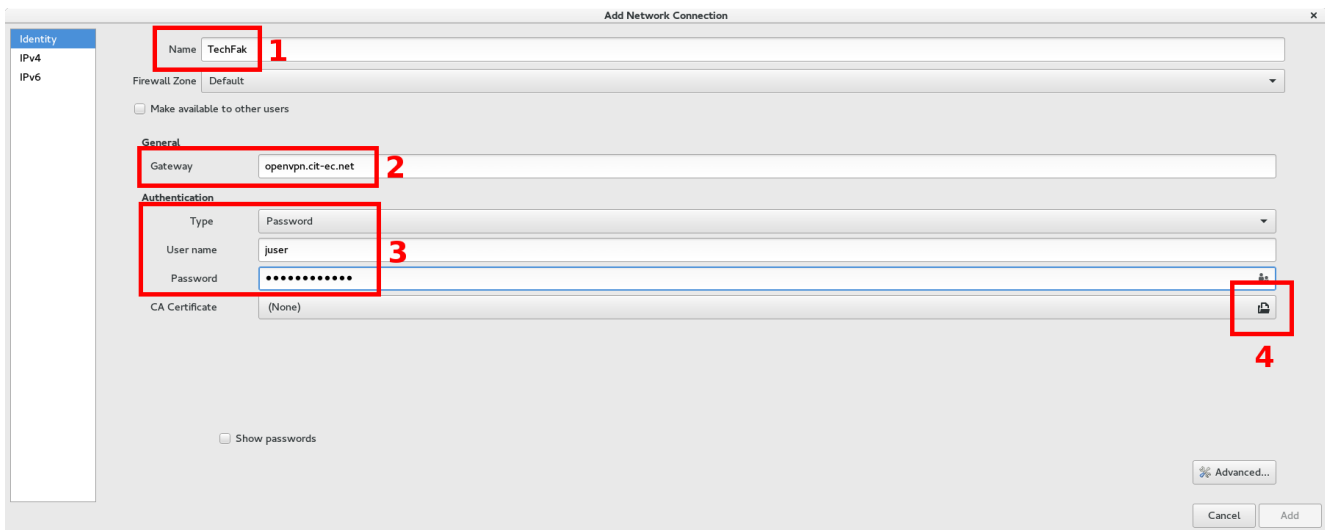 Add Network Connection ×
Identity
IPv4
IPv6
Name TechFak 1
Firewall Zone Default
Make available to other users
General
Gateway openvpn.cit-ec.net 2
Authentication
Type Password
User name juser 3
Password ••••••••••••
CA Certificate (None)
4
Show passwords
Advanced...
Cancel Add